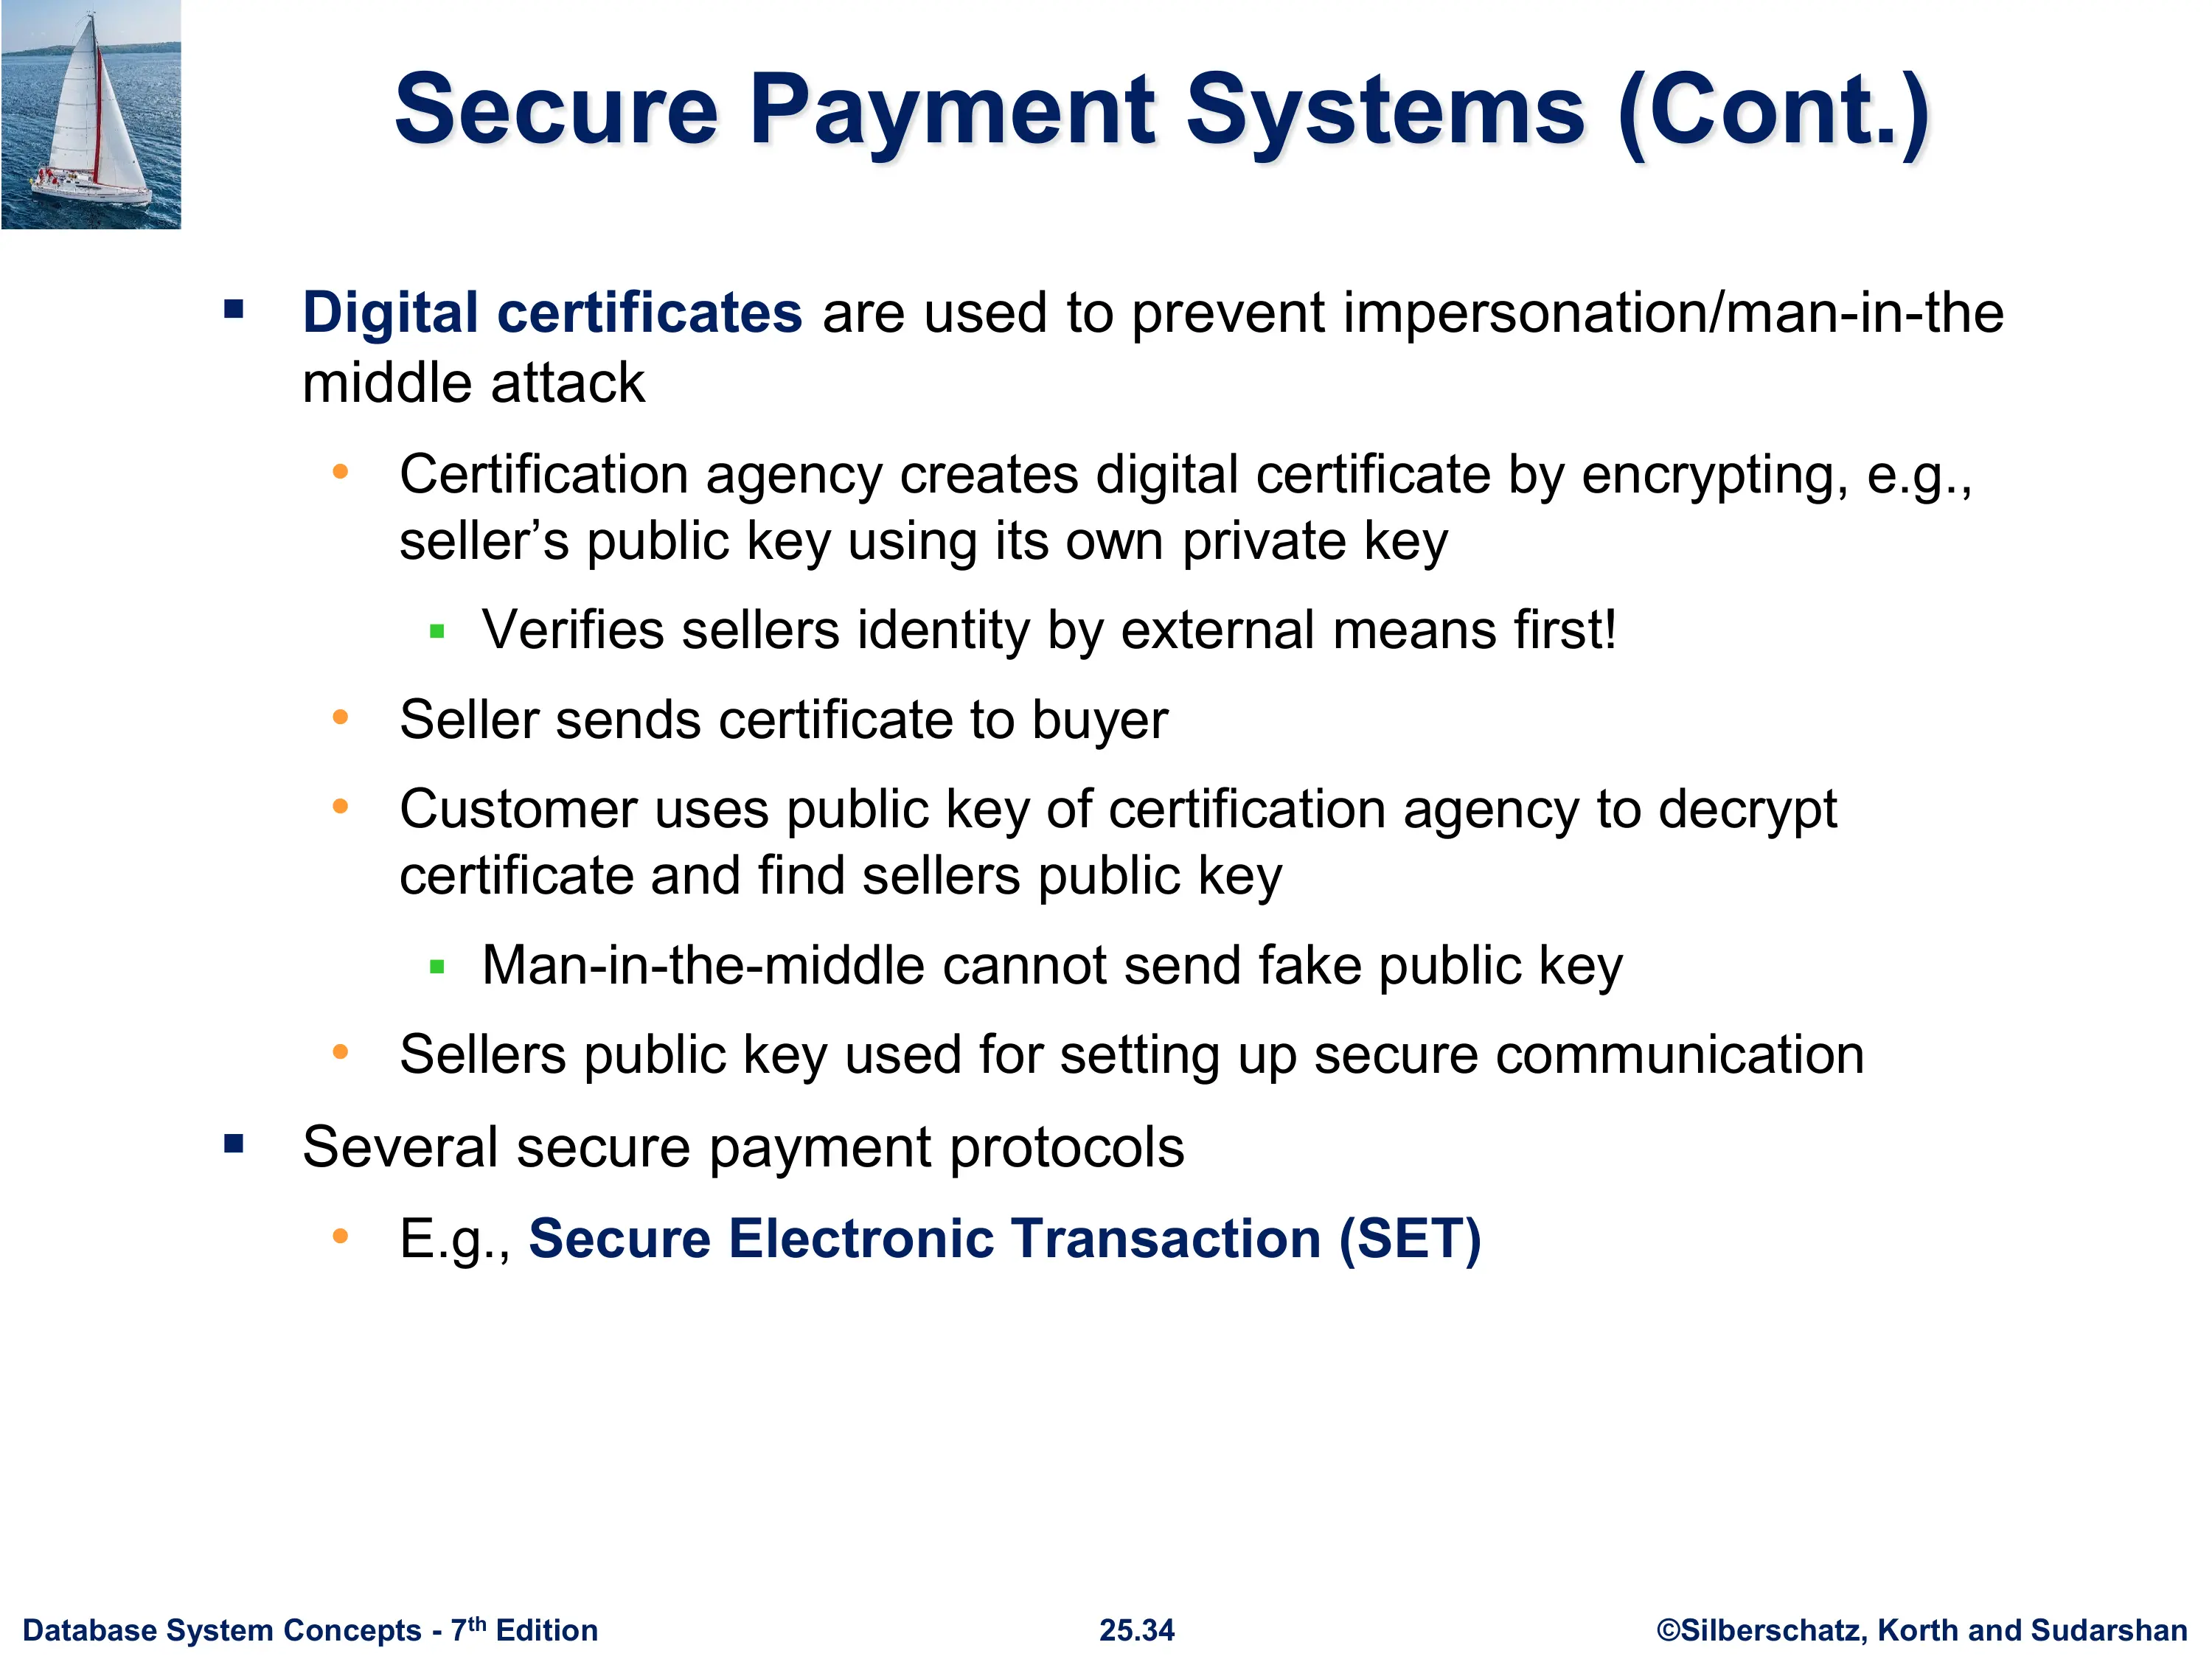 Secure Payment Systems (Cont.)
Digital certificates are used to prevent impersonation/man-in-the
middle attack
Certification agency creates digital certificate by encrypting, e.g.,
seller’s public key using its own private key
Verifies sellers identity by external means first!
Seller sends certificate to buyer
Customer uses public key of certification agency to decrypt
certificate and find sellers public key
Man-in-the-middle cannot send fake public key
Sellers public key used for setting up secure communication
Several secure payment protocols
E.g., Secure Electronic Transaction (SET)
Database System Concepts - 7th Edition
25.34
©Silberschatz, Korth and Sudarshan